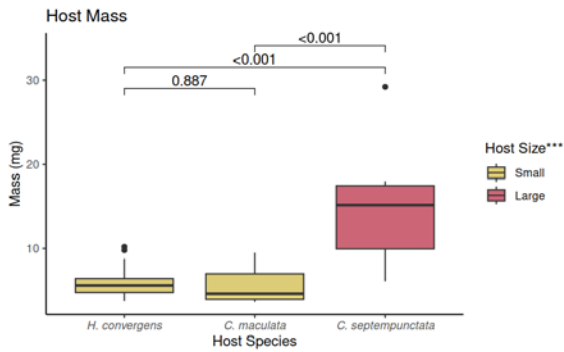 Host Mass
<0.001
<0.001
0.887
30
20
10
Mass (mg)
Host Size***
Small
Large
H. convergens
C. maculata
C. septempunctata
Host Species